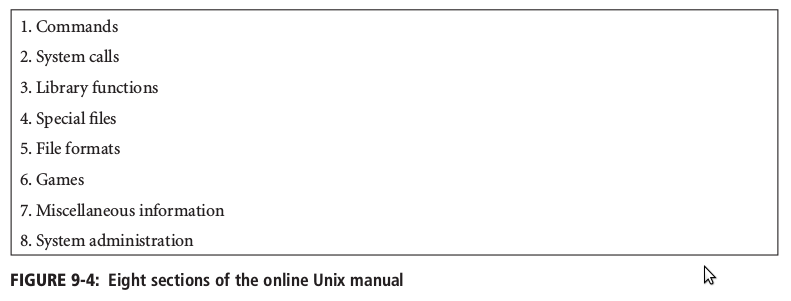 1. Commands
2. System calls
3. Library functions
4. Special files
5. File formats
6. Games
7. Miscellaneous information
8. System administration
FIGURE 9-4: Eight sections of the online Unix manual